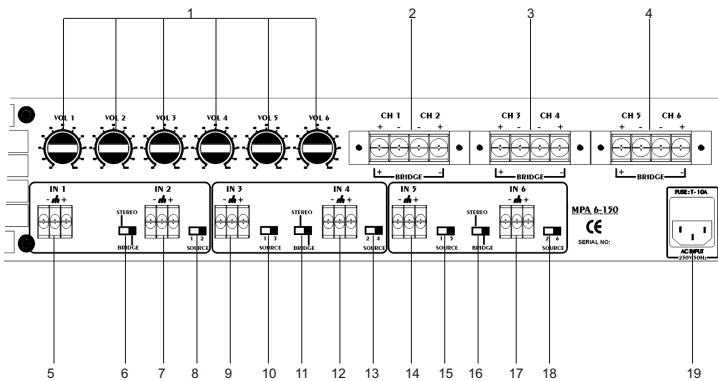 1 2 3 4
VOL 1 VOL 2 VOL 3 VOL 4 VOL 5 VOL 6
CH 1 CH 2 CH 3 CH 4 CH 5 CH 6
+ - - + + - - + + - - +
+ BRIDGE - + BRIDGE - + BRIDGE -
IN 1 IN 2 IN 3 IN 4 IN 5 IN 6
- + - + - + - + - + - +
STEREO STEREO STEREO
BRIDGE 1 2 SOURCE 1 3 SOURCE BRIDGE 2 4 SOURCE 1 5 SOURCE BRIDGE 2 6 SOURCE
MPA 6-150
CE
SERIAL NO:
FUSE: T- 10A
AC INPUT
230V/50Hz
5 6 7 8 9 10 11 12 13 14 15 16 17 18 19